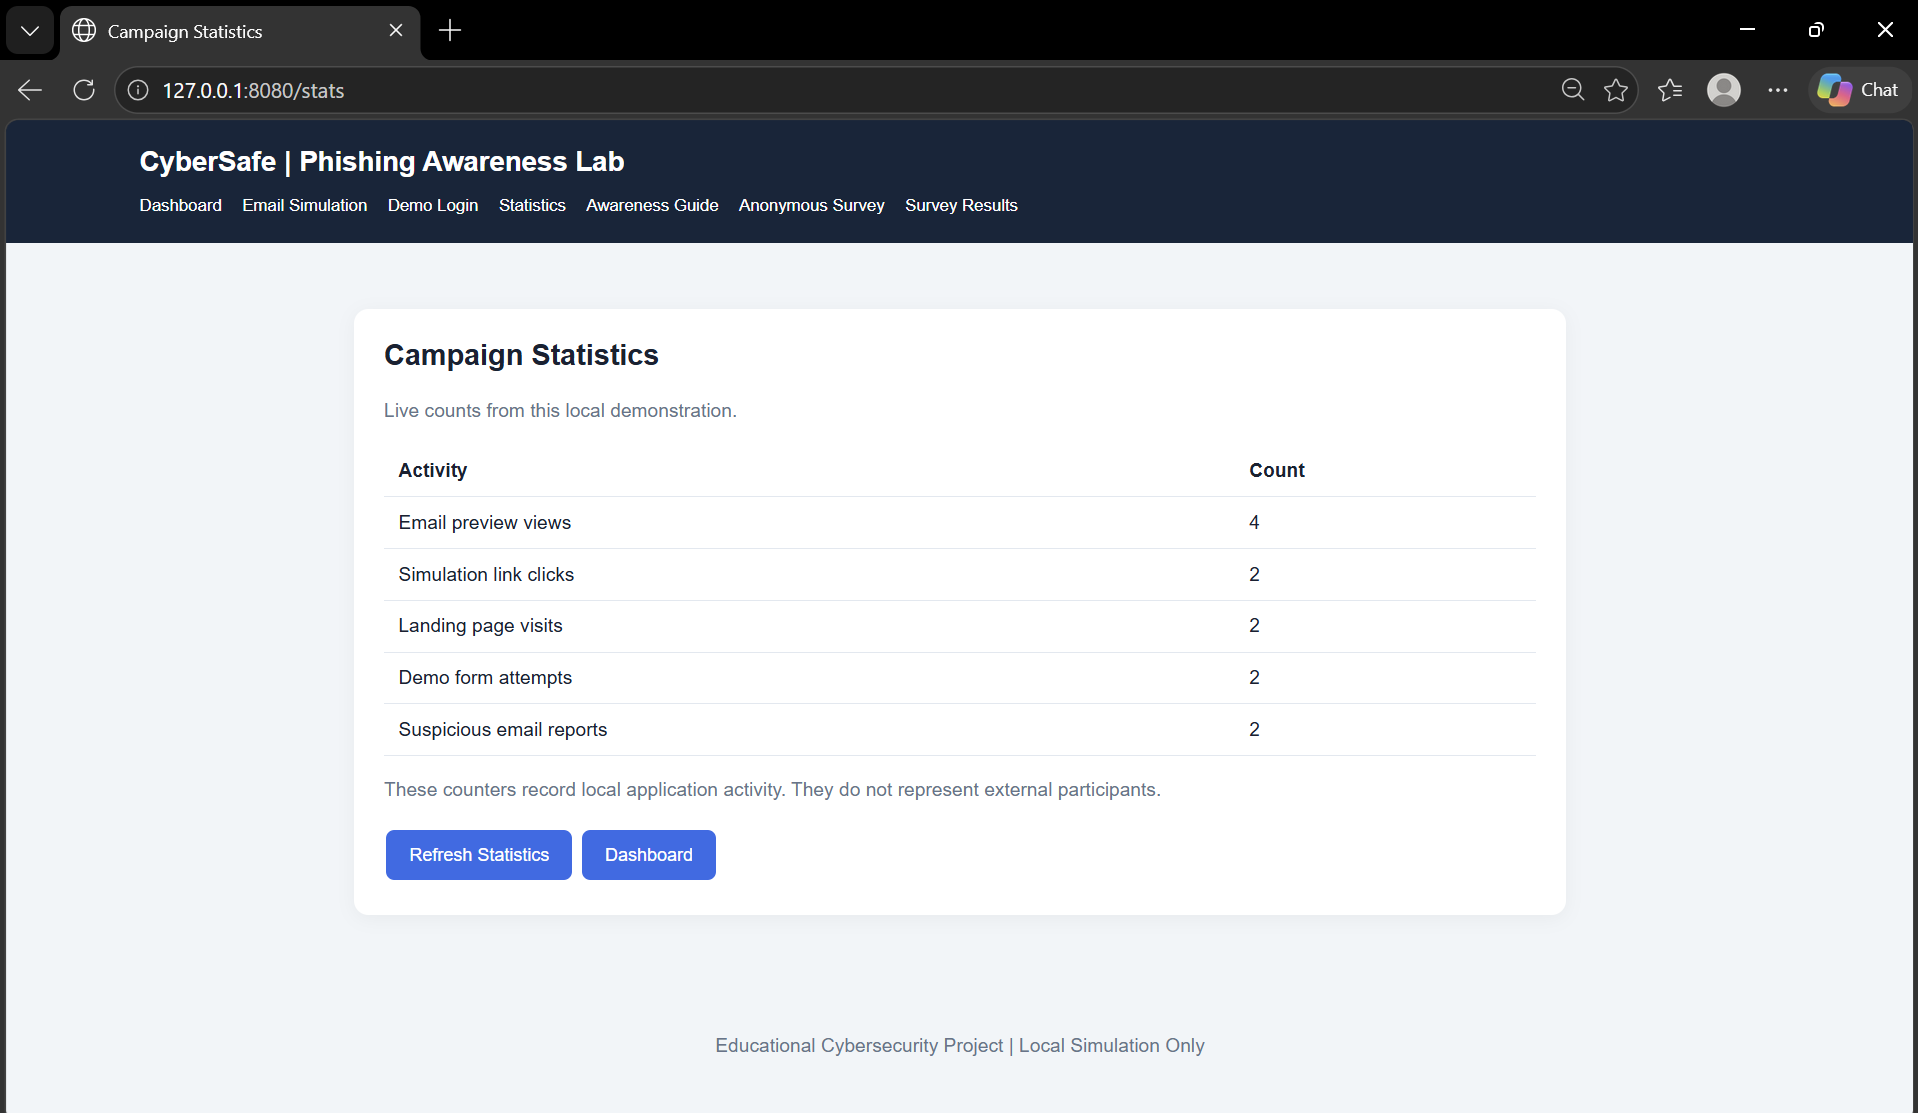 Campaign Statistics
127.0.0.1:8080/stats
Chat
CyberSafe | Phishing Awareness Lab
Dashboard Email Simulation Demo Login Statistics Awareness Guide Anonymous Survey Survey Results
Campaign Statistics
Live counts from this local demonstration.
Activity Count
Email preview views 4
Simulation link clicks 2
Landing page visits 2
Demo form attempts 2
Suspicious email reports 2
These counters record local application activity. They do not represent external participants.
Refresh Statistics Dashboard
Educational Cybersecurity Project | Local Simulation Only